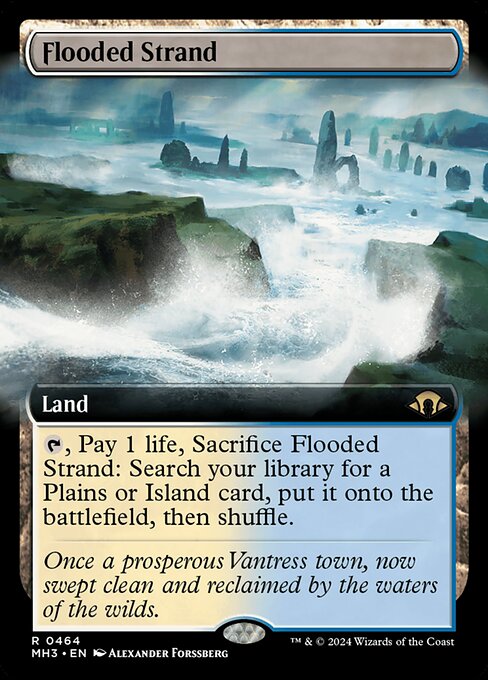 Flooded Strand
Land
, Pay 1 life, Sacrifice Flooded
Strand: Search your library for a
Plains or Island card, put it onto the
battlefield, then shuffle.
Once a prosperous Vantress town, now
swept clean and reclaimed by the waters
of the wilds.
R 0464
MH3 • EN ALEXANDER FORSSBERG
™ & © 2024 Wizards of the Coast